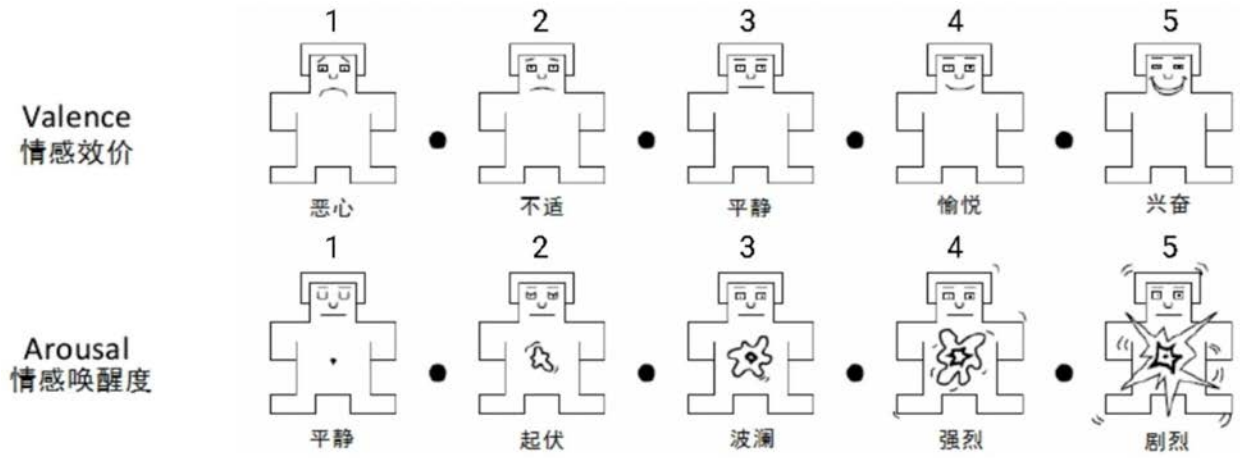 1 2 3 4 5
Valence
情感效价
恶心 不适 平静 愉悦 兴奋
1 2 3 4 5
Arousal
情感唤醒度
平静 起伏 波澜 强烈 剧烈